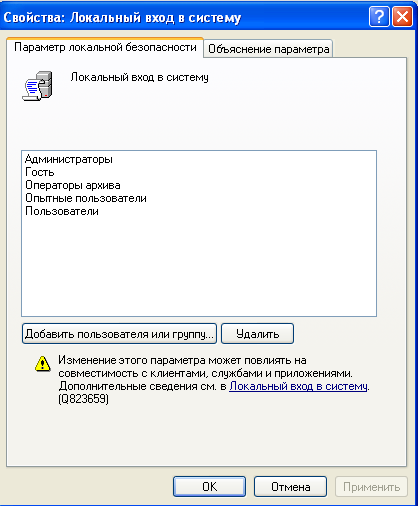 Свойства: Локальный вход в систему
Параметр локальной безопасности
Объяснение параметра
Локальный вход в систему
Администраторы
Гость
Операторы архива
Опытные пользователи
Пользователи
Добавить пользователя или группу...
Удалить
Изменение этого параметра может повлиять на
совместимость с клиентами, службами и приложениями.
Дополнительные сведения см. в Локальный вход в систему.
(Q823659)
OK
Отмена
Применить